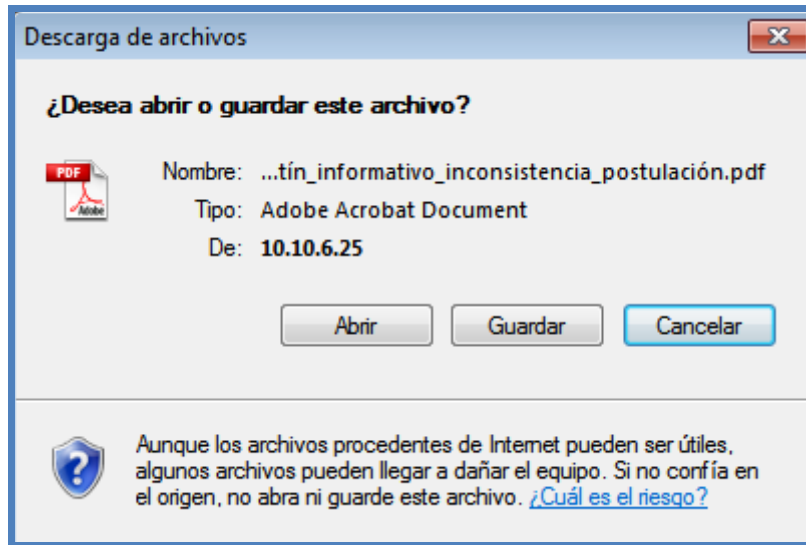 Descarga de archivos
¿Desea abrir o guardar este archivo?
PDF
Adobe
Nombre: ...tín_informativo_inconsistencia_postulación.pdf
Tipo: Adobe Acrobat Document
De: 10.10.6.25
Abrir Guardar Cancelar
Aunque los archivos procedentes de Internet pueden ser útiles,
algunos archivos pueden llegar a dañar el equipo. Si no confía en
el origen, no abra ni guarde este archivo. ¿Cuál es el riesgo?